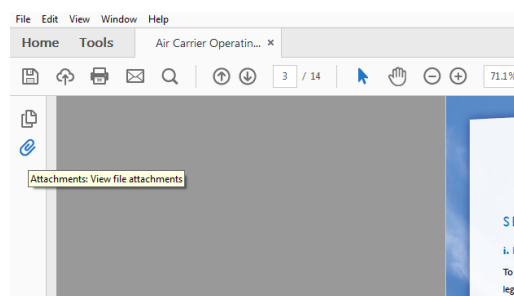 File Edit View Window Help
Home Tools Air Carrier Operatin... ×
3 / 14 71.1%
Attachments: View file attachments
S
i.
To
leg